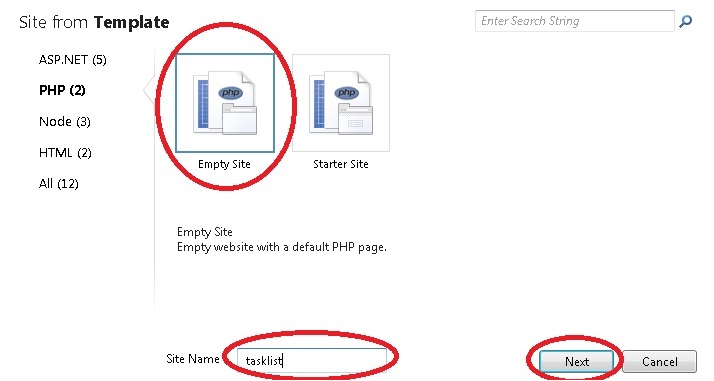 Site from Template
Enter Search String
ASP.NET (5)
PHP (2)
Node (3)
HTML (2)
All (12)
php
php
Empty Site
Starter Site
Empty Site
Empty website with a default PHP page.
Site Name
tasklist
Next
Cancel